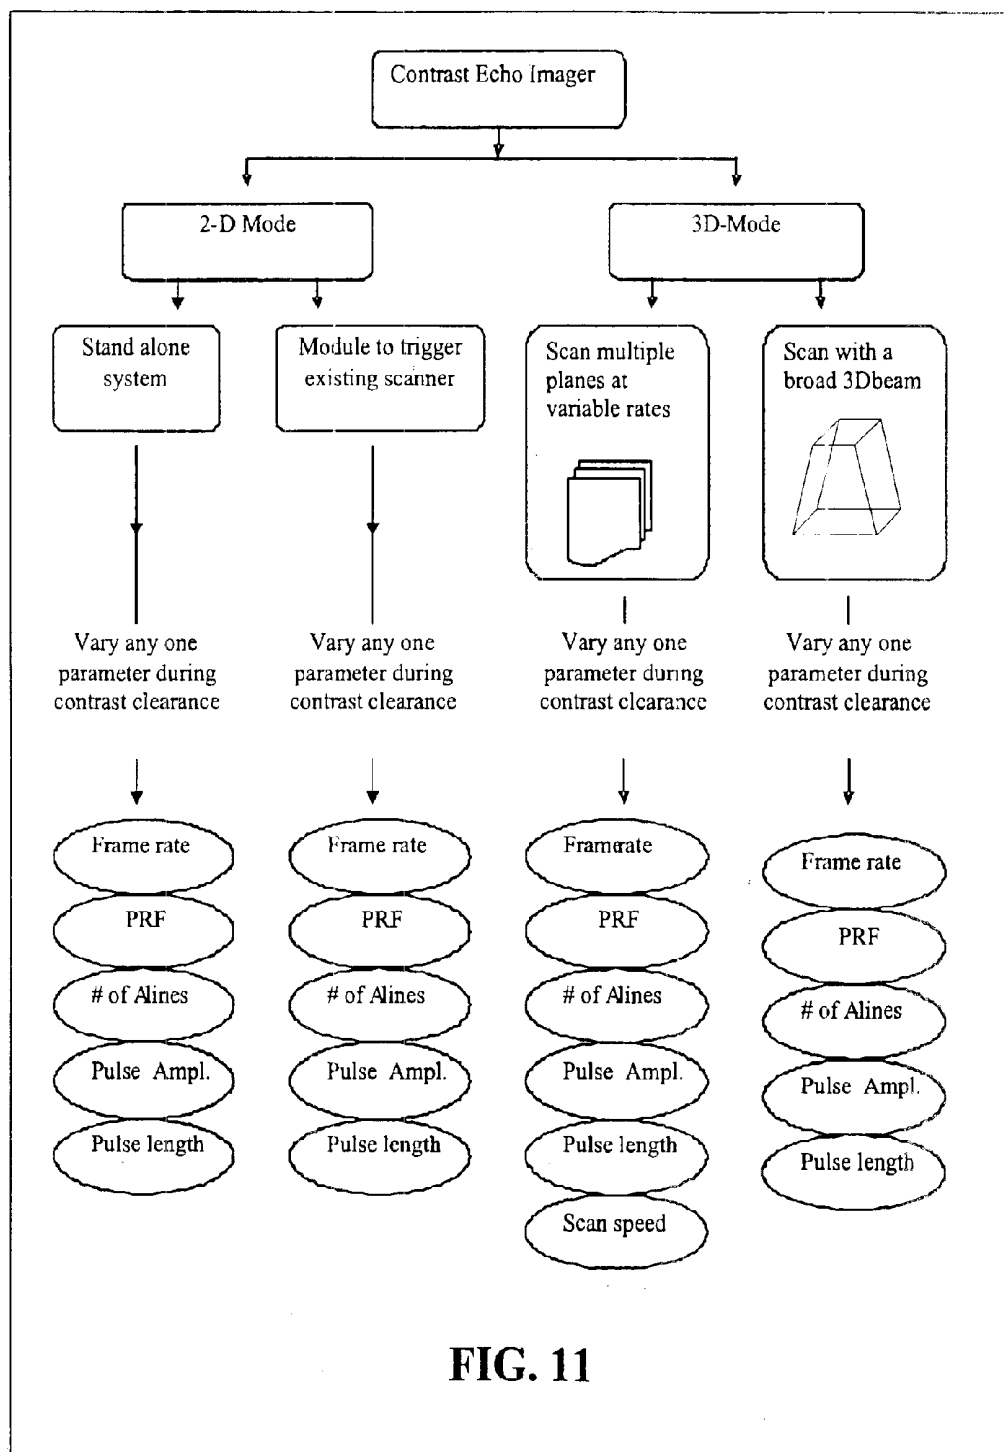 Contrast Echo Imager
2-D Mode
3D-Mode
Stand alone
system
Module to trigger
existing scanner
Scan multiple
planes at
variable rates
Scan with a
broad 3Dbeam
Vary any one
parameter during
contrast clearance
Vary any one
parameter during
contrast clearance
Vary any one
parameter during
contrast clearance
Vary any one
parameter during
contrast clearance
Frame rate
PRF
# of Alines
Pulse Ampl.
Pulse length
Frame rate
PRF
# of Alines
Pulse Ampl.
Pulse length
Framerate
PRF
# of Alines
Pulse Ampl.
Pulse length
Scan speed
Frame rate
PRF
# of Alines
Pulse Ampl.
Pulse length
FIG. 11